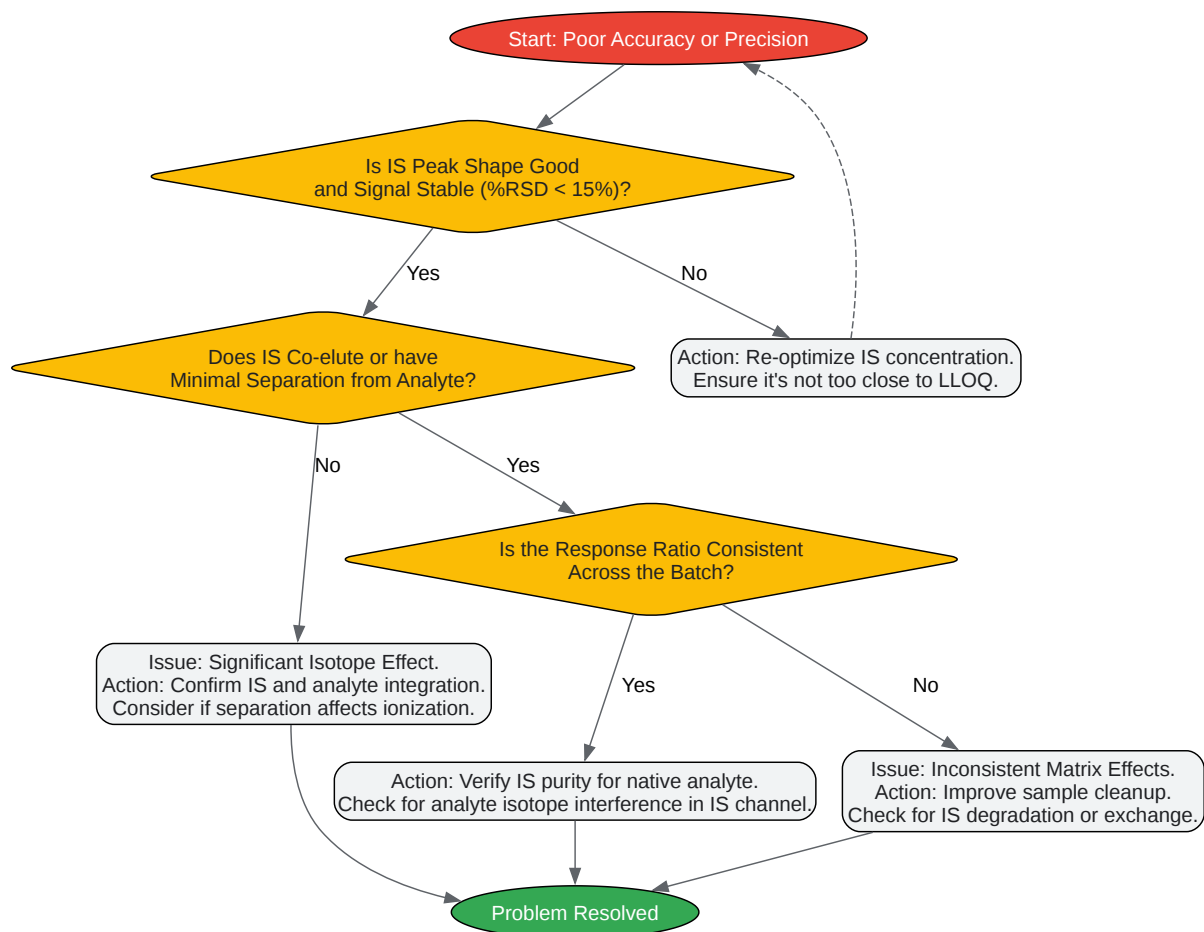 Start: Poor Accuracy or Precision
Is IS Peak Shape Good
and Signal Stable (%RSD < 15%)?
Yes
No
Does IS Co-elute or have
Minimal Separation from Analyte?
Action: Re-optimize IS concentration.
Ensure it's not too close to LLOQ.
No
Yes
Is the Response Ratio Consistent
Across the Batch?
Issue: Significant Isotope Effect.
Action: Confirm IS and analyte integration.
Consider if separation affects ionization.
Yes
No
Action: Verify IS purity for native analyte.
Check for analyte isotope interference in IS channel.
Issue: Inconsistent Matrix Effects.
Action: Improve sample cleanup.
Check for IS degradation or exchange.
Problem Resolved